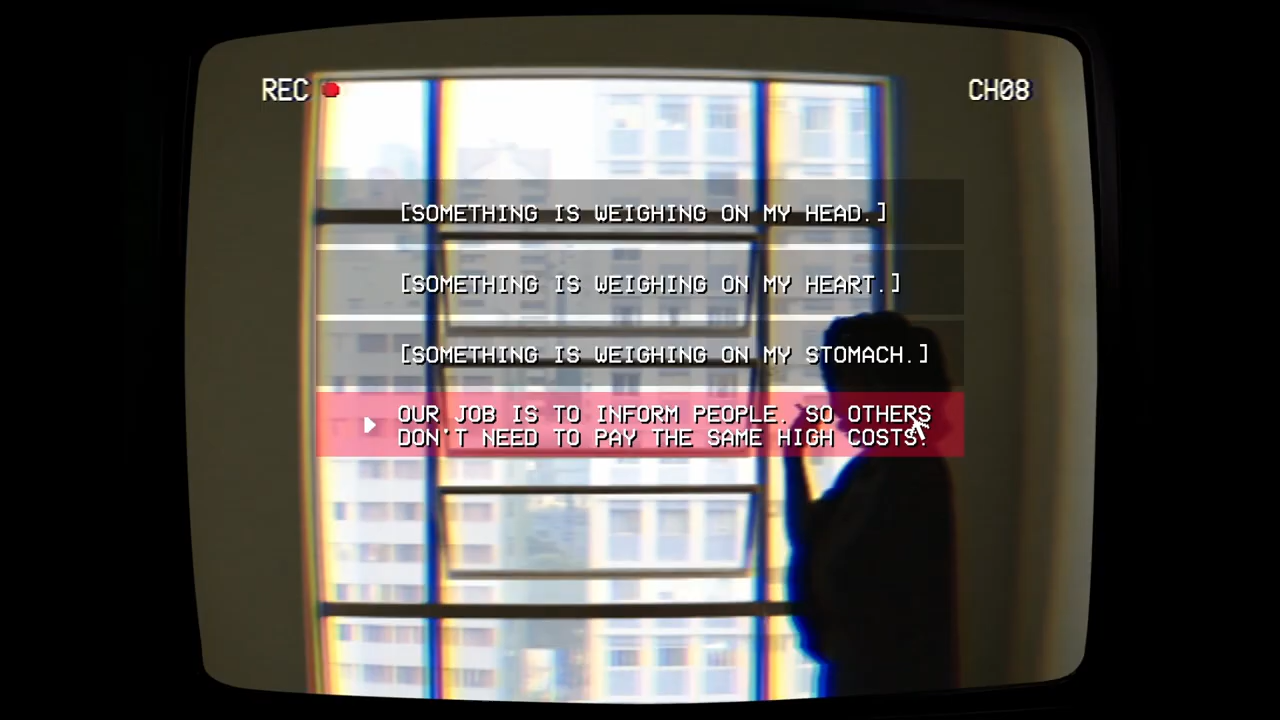 REC
CH08
[SOMETHING IS WEIGHING ON MY HEAD.]
[SOMETHING IS WEIGHING ON MY HEART.]
[SOMETHING IS WEIGHING ON MY STOMACH.]
OUR JOB IS TO INFORM PEOPLE. SO OTHERS
DON'T NEED TO PAY THE SAME HIGH COSTS.